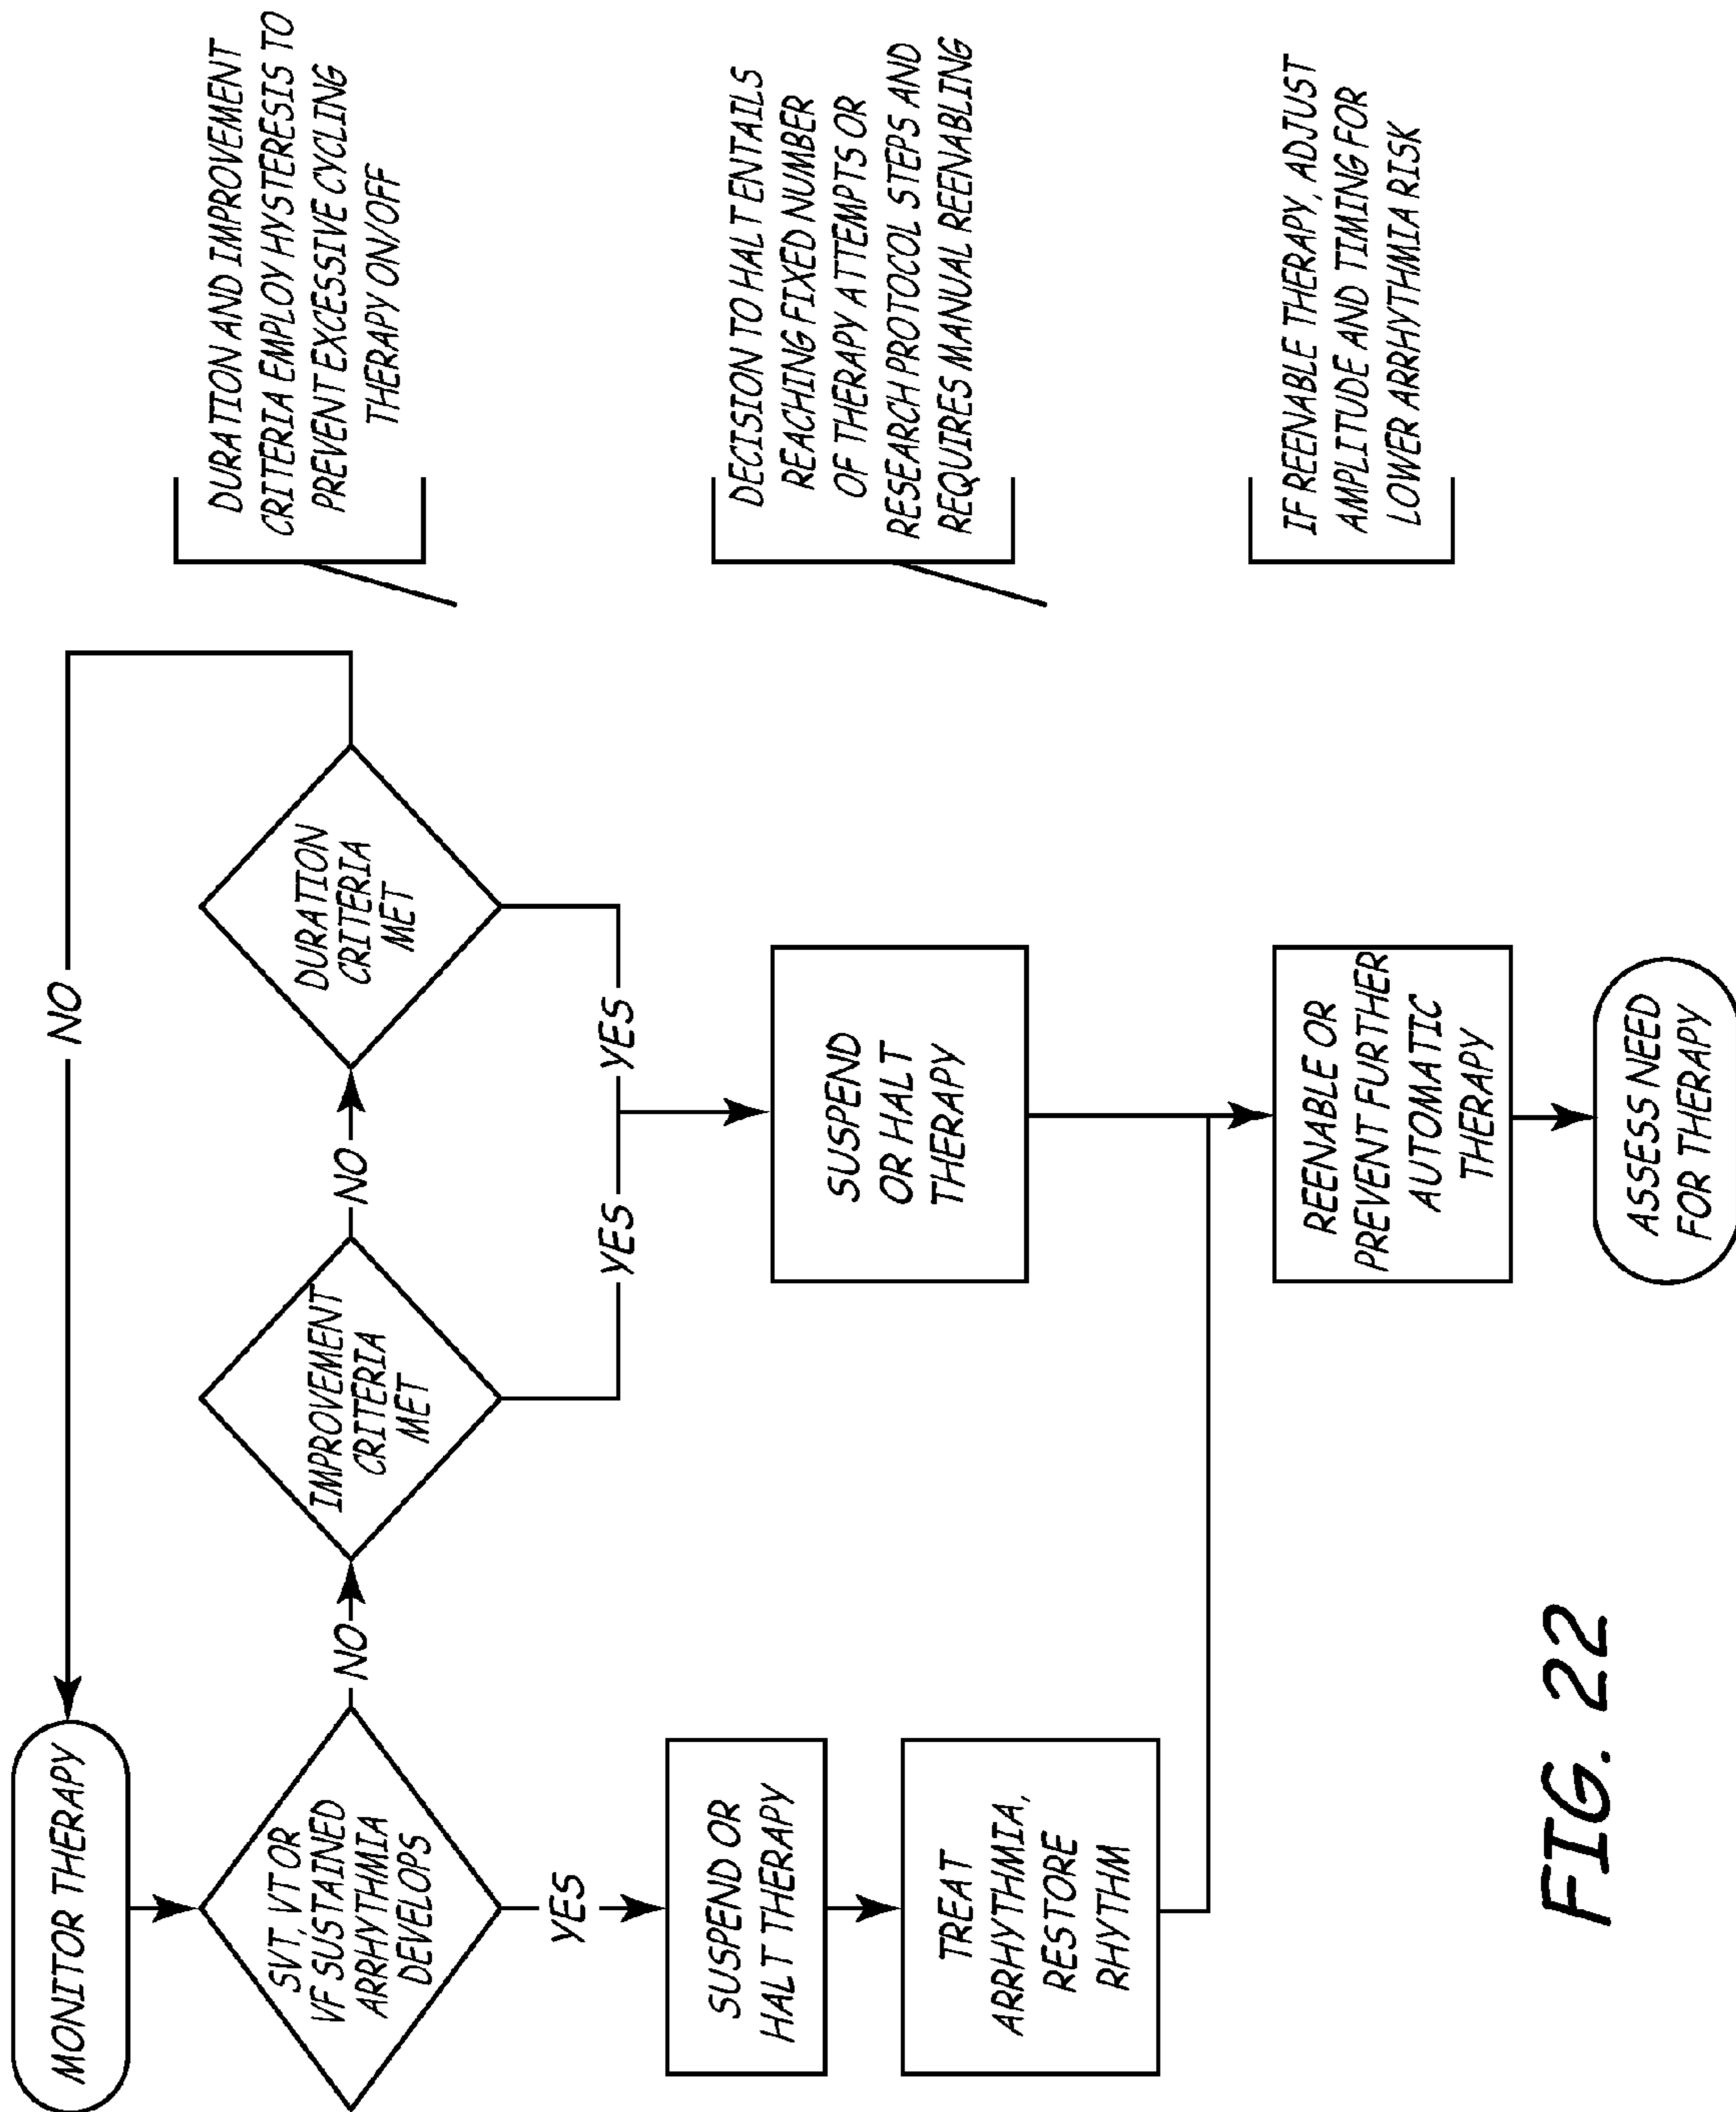 MONITOR THERAPY
NO
SVT, VT OR
VF SUSTAINED
ARRHYTHMIA
DEVELOPS
NO
IMPROVEMENT
CRITERIA
MET
NO
DURATION
CRITERIA
MET
DURATION AND IMPROVEMENT
CRITERIA EMPLOY HYSTERESIS TO
PREVENT EXCESSIVE CYCLING
THERAPY ON/OFF
YES
YES
YES
SUSPEND OR
HALT THERAPY
SUSPEND
OR HALT
THERAPY
DECISION TO HALT ENTAILS
REACHING FIXED NUMBER
OF THERAPY ATTEMPTS OR
RESEARCH PROTOCOL STEPS AND
REQUIRES MANUAL REENABLING
TREAT
ARRHYTHMIA,
RESTORE
RHYTHM
REENABLE OR
PREVENT FURTHER
AUTOMATIC
THERAPY
IF REENABLE THERAPY, ADJUST
AMPLITUDE AND TIMING FOR
LOWER ARRHYTHMIA RISK
ASSESS NEED
FOR THERAPY
FIG. 22